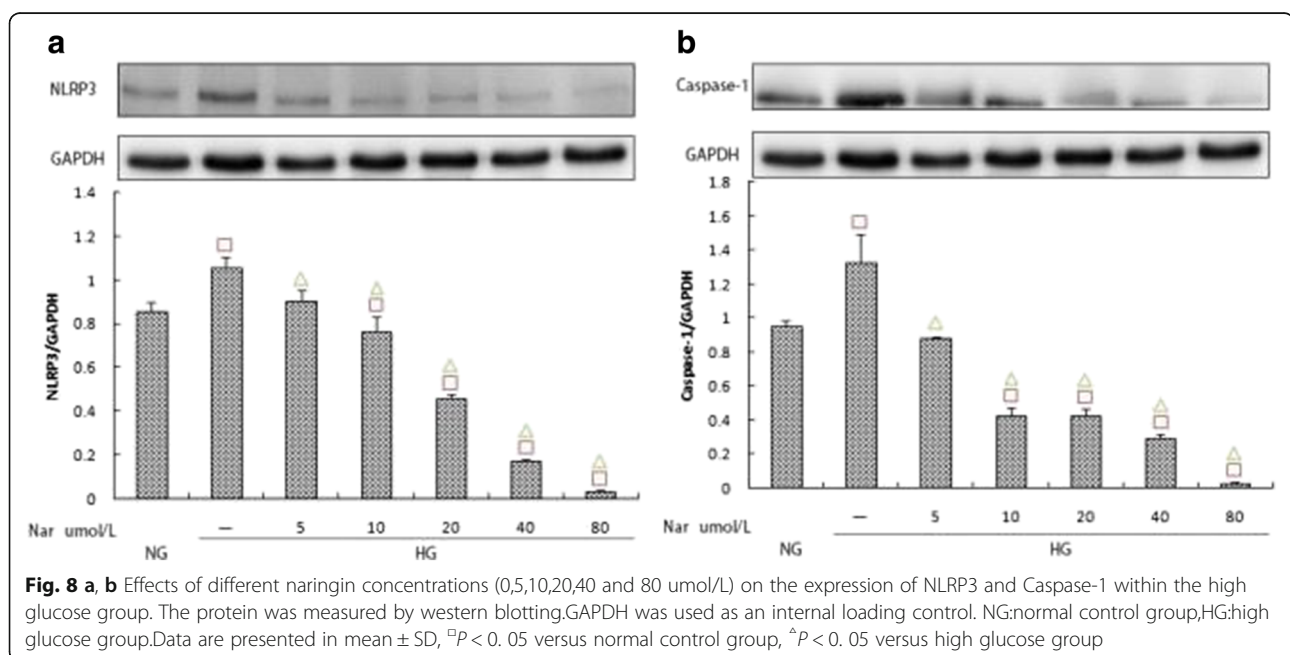 a
NLRP3
GAPDH
1.4
1.2
1
0.8
0.6
0.4
0.2
0
NLRP3/GAPDH
Nar umol/L
— 5 10 20 40 80
NG HG
b
Caspase-1
GAPDH
1.8
1.6
1.4
1.2
1
0.8
0.6
0.4
0.2
0
Caspase-1/GAPDH
Nar umol/L
— 5 10 20 40 80
NG HG
Fig. 8 a, b Effects of different naringin concentrations (0,5,10,20,40 and 80 umol/L) on the expression of NLRP3 and Caspase-1 within the high
glucose group. The protein was measured by western blotting.GAPDH was used as an internal loading control. NG:normal control group,HG:high
glucose group.Data are presented in mean ± SD, □P < 0. 05 versus normal control group, △P < 0. 05 versus high glucose group